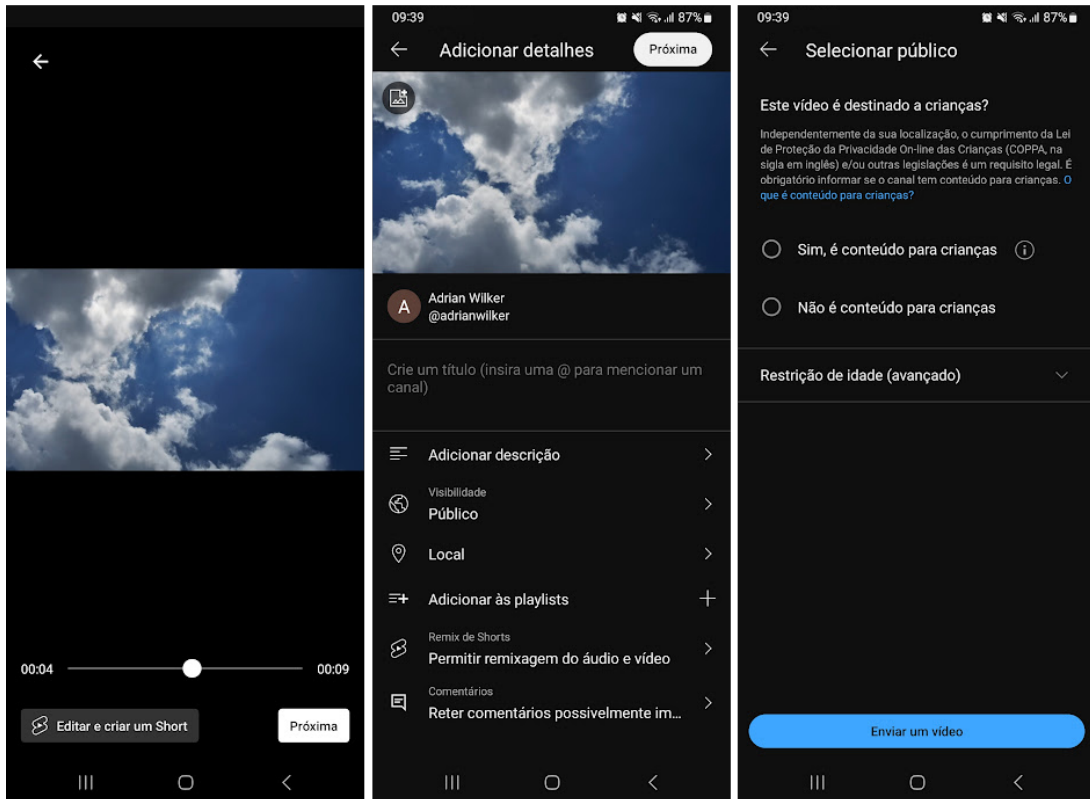 00:04
00:09
Editar e criar um Short
Próxima
09:39
87%
Adicionar detalhes
Próxima
A
Adrian Wilker
@adrianwilker
Crie um título (insira uma @ para mencionar um
canal)
Adicionar descrição
Visibilidade
Público
Local
Adicionar às playlists
Remix de Shorts
Permitir remixagem do áudio e vídeo
Comentários
Reter comentários possivelmente im...
09:39
87%
Selecionar público
Este vídeo é destinado a crianças?
Independentemente da sua localização, o cumprimento da Lei
de Proteção da Privacidade On-line das Crianças (COPPA, na
sigla em inglês) e/ou outras legislações é um requisito legal. É
obrigatório informar se o canal tem conteúdo para crianças. O
que é conteúdo para crianças?
Sim, é conteúdo para crianças
Não é conteúdo para crianças
Restrição de idade (avançado)
Enviar um vídeo